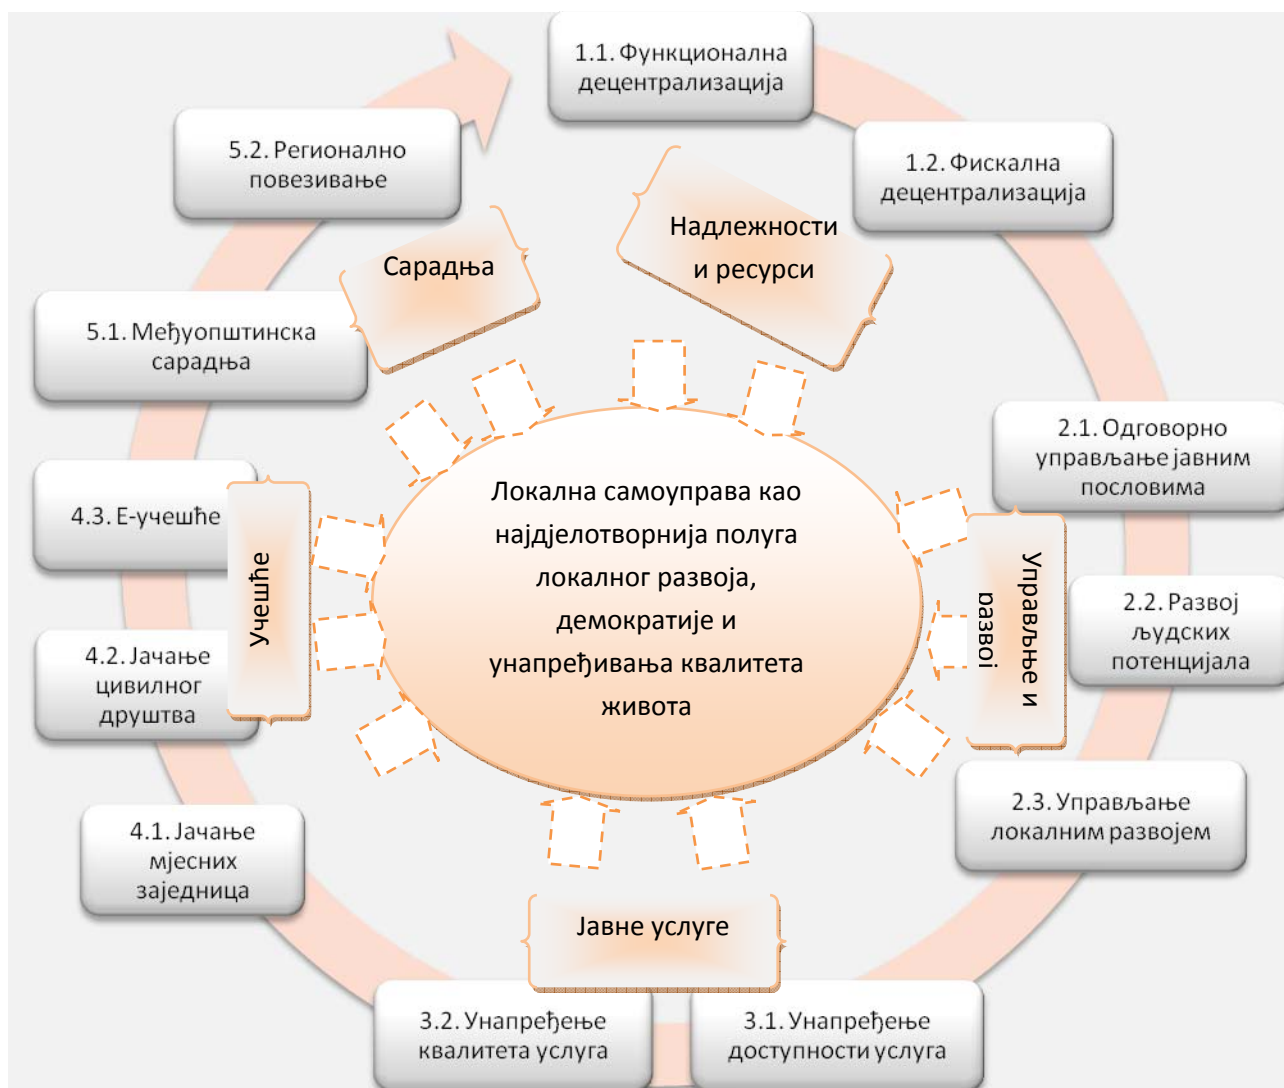 1.1. Функционална
децентрализација
1.2. Фискална
децентрализација
5.2. Регионално
повезивање
Надлежности
и ресурси
Сарадња
5.1. Међуопштинска
сарадња
2.1. Одговорно
управљање јавним
пословима
4.3. Е-учешће
Учешће
Локална самоуправа као
најдјелотворнија полуга
локалног развоја,
демократије и
унапређивања квалитета
живота
Управљње и
развој
2.2. Развој
људских
потенцијала
4.2. Јачање
цивилног
друштва
2.3. Управљање
локалним развојем
4.1. Јачање
мјесних
заједница
Јавне услуге
3.2. Унапређење
квалитета услуга
3.1. Унапређење
доступности услуга